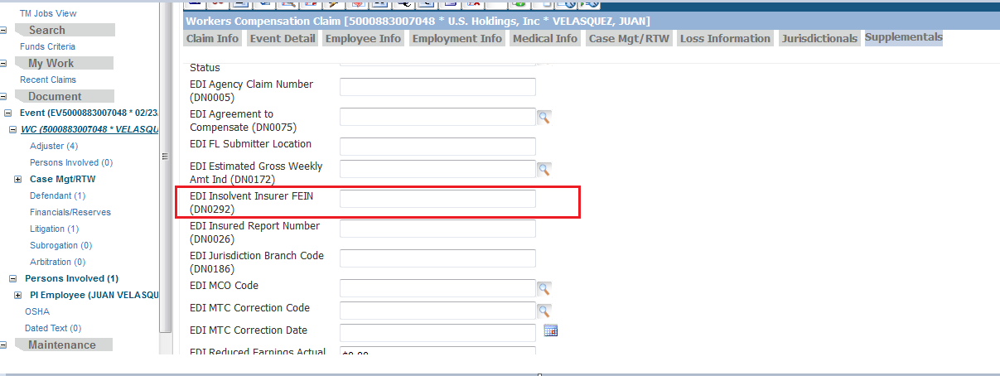 TM Jobs View
Search
Funds Criteria
My Work
Recent Claims
Document
Event (EV5000883007048 * 02/23
WC (5000883007048 * VELASQU
Adjuster (4)
Persons Involved (0)
Case Mgt/RTW
Defendant (1)
Financials/Reserves
Litigation (1)
Subrogation (0)
Arbitration (0)
Persons Involved (1)
PI Employee (JUAN VELASQU
OSHA
Dated Text (0)
Maintenance
Workers Compensation Claim [5000883007048 * U.S. Holdings, Inc * VELASQUEZ, JUAN]
Claim Info Event Detail Employee Info Employment Info Medical Info Case Mgt/RTW Loss Information Jurisdictionals Supplementals
Status
EDI Agency Claim Number
(DN0005)
EDI Agreement to
Compensate (DN0075)
EDI FL Submitter Location
EDI Estimated Gross Weekly
Amt Ind (DN0172)
EDI Insolvent Insurer FEIN
(DN0292)
EDI Insured Report Number
(DN0026)
EDI Jurisdiction Branch Code
(DN0186)
EDI MCO Code
EDI MTC Correction Code
EDI MTC Correction Date
EDI Reduced Earnings Actual $0.00